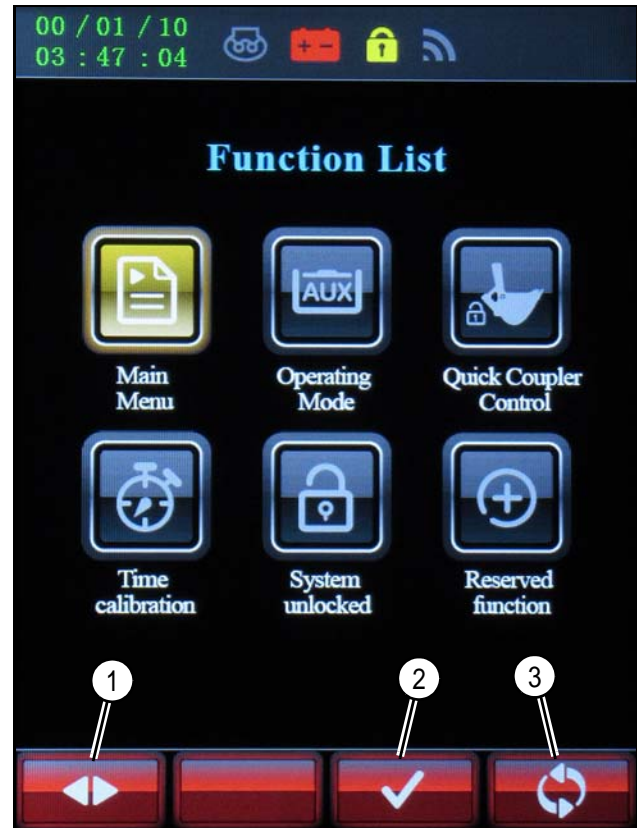 00 / 01 / 10
03 : 47 : 04
Function List
AUX
Main
Menu
Operating
Mode
Quick Coupler
Control
Time
calibration
System
unlocked
Reserved
function
1
2
3